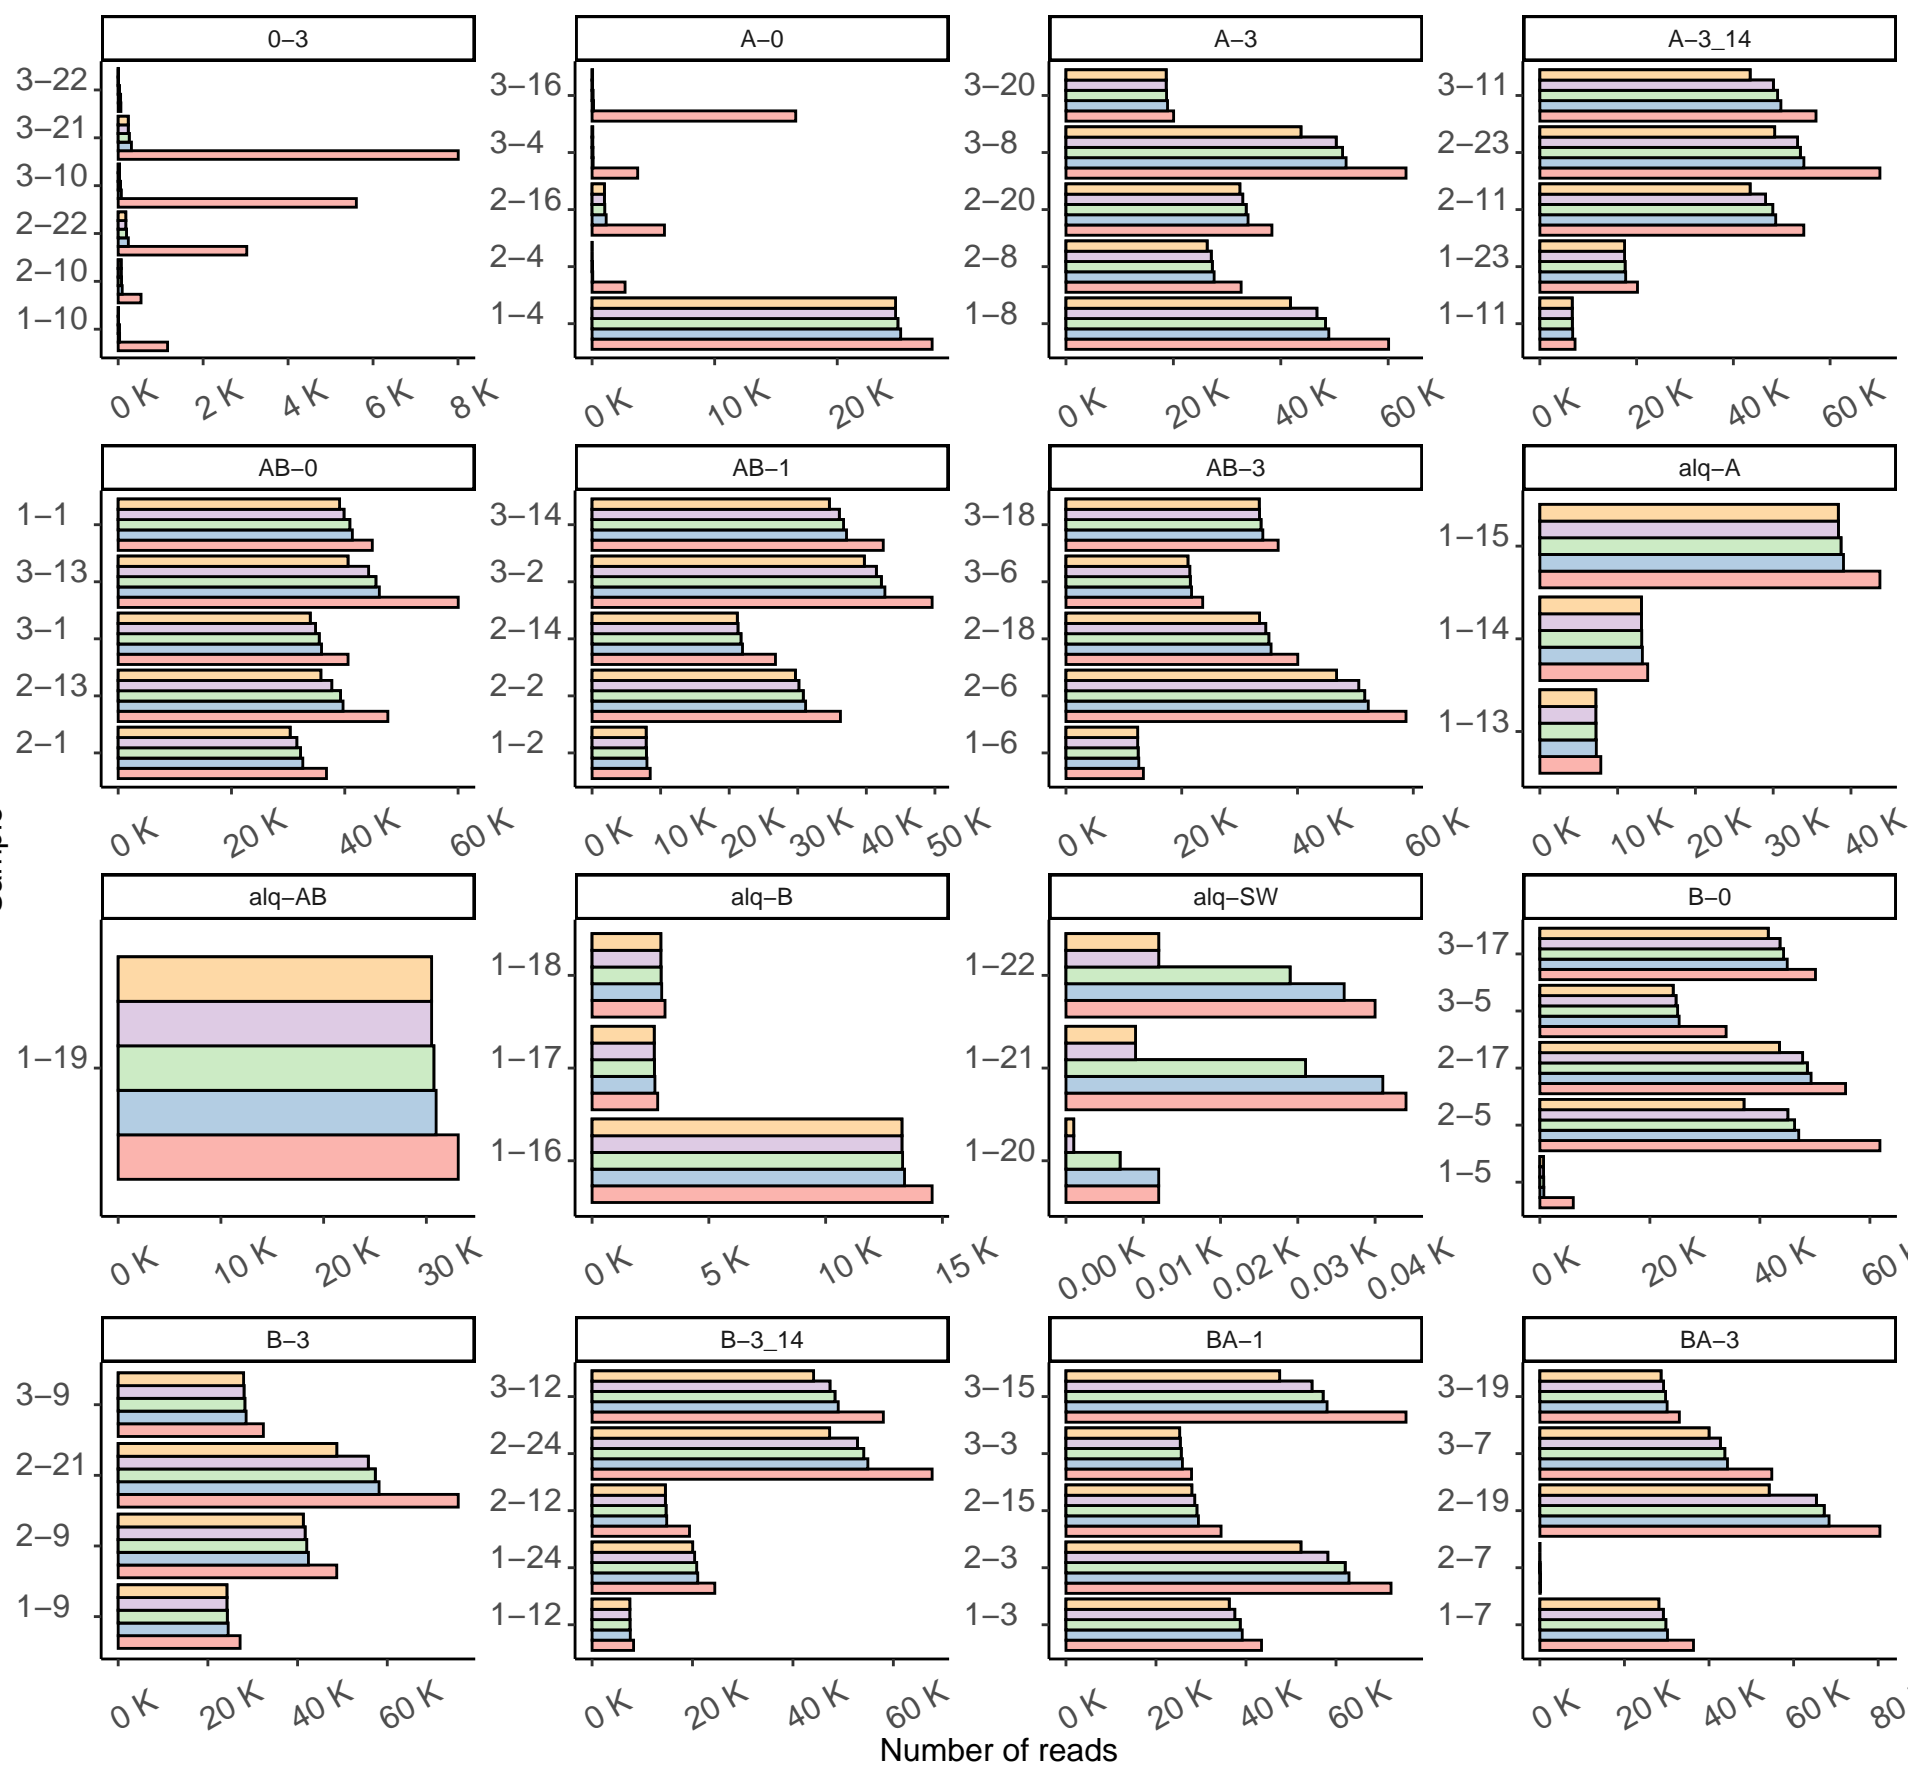 0–3
A–0
A–3
A–3_14
3–22
3–21
3–10
2–22
2–10
1–10
0 K
2 K
4 K
6 K
8 K
3–16
3–4
2–16
2–4
1–4
0 K
10 K
20 K
3–20
3–8
2–20
2–8
1–8
0 K
20 K
40 K
60 K
3–11
2–23
2–11
1–23
1–11
0 K
20 K
40 K
60 K
AB–0
AB–1
AB–3
alq–A
1–1
3–13
3–1
2–13
2–1
0 K
20 K
40 K
60 K
3–14
3–2
2–14
2–2
1–2
0 K
10 K
20 K
30 K
40 K
50 K
3–18
3–6
2–18
2–6
1–6
0 K
20 K
40 K
60 K
1–15
1–14
1–13
0 K
10 K
20 K
30 K
40 K
alq–AB
alq–B
alq–SW
B–0
1–19
0 K
10 K
20 K
30 K
1–18
1–17
1–16
0 K
5 K
10 K
15 K
1–22
1–21
1–20
0.00 K
0.01 K
0.02 K
0.03 K
0.04 K
3–17
3–5
2–17
2–5
1–5
0 K
20 K
40 K
60
B–3
B–3_14
BA–1
BA–3
3–9
2–21
2–9
1–9
0 K
20 K
40 K
60 K
3–12
2–24
2–12
1–24
1–12
0 K
20 K
40 K
60 K
3–15
3–3
2–15
2–3
1–3
0 K
20 K
40 K
60 K
3–19
3–7
2–19
2–7
1–7
0 K
20 K
40 K
60 K
80
Number of reads